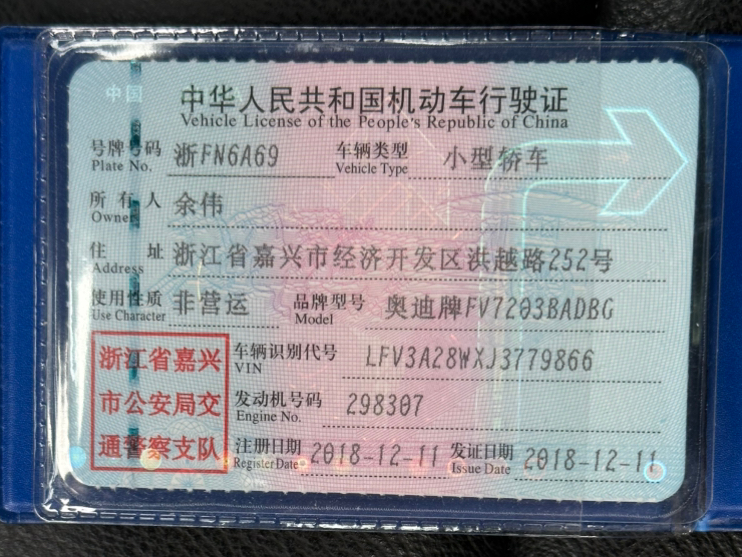 中国
中华人民共和国机动车行驶证
Vehicle License of the People's Republic of China
号牌号码 浙FN6A69 车辆类型 小型轿车
Plate No. Vehicle Type
所有人 余伟
Owner
住址 浙江省嘉兴市经济开发区洪越路252号
Address
使用性质 非营运 品牌型号 奥迪牌FV7203BADBG
Use Character Model
浙江省嘉兴 车辆识别代号 LFV3A28WXJ3779866
VIN
市公安局交 发动机号码 298307
Engine No.
通警察支队 注册日期 2018-12-11 发证日期 2018-12-11
Register Date Issue Date